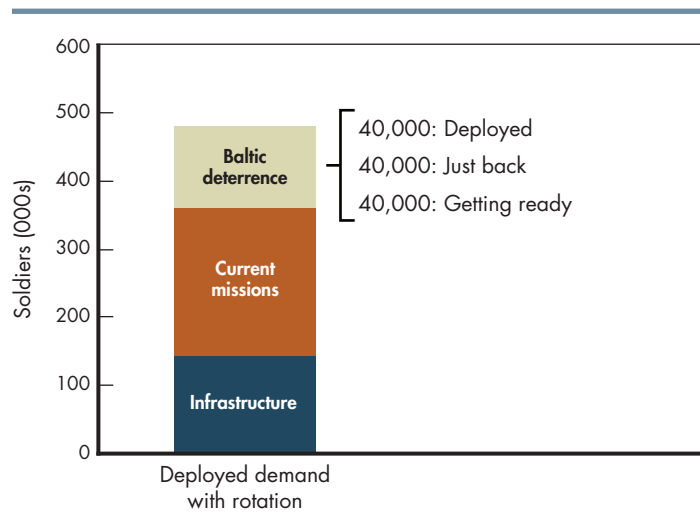 600
500
400
300
200
100
0
Soldiers (000s)
Baltic
deterrence
Current
missions
Infrastructure
40,000: Deployed
40,000: Just back
40,000: Getting ready
Deployed demand
with rotation